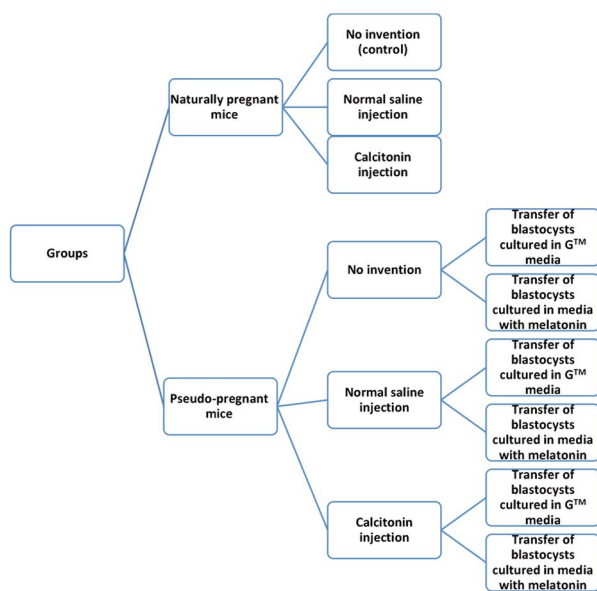 Groups
Naturally pregnant
mice
No invention
(control)
Normal saline
injection
Calcitonin
injection
Pseudo-pregnant
mice
No invention
Transfer of
blastocysts
cultured in G™
media
Transfer of
blastocysts
cultured in media
with melatonin
Normal saline
injection
Transfer of
blastocysts
cultured in G™
media
Transfer of
blastocysts
cultured in media
with melatonin
Calcitonin
injection
Transfer of
blastocysts
cultured in G™
media
Transfer of
blastocysts
cultured in media
with melatonin